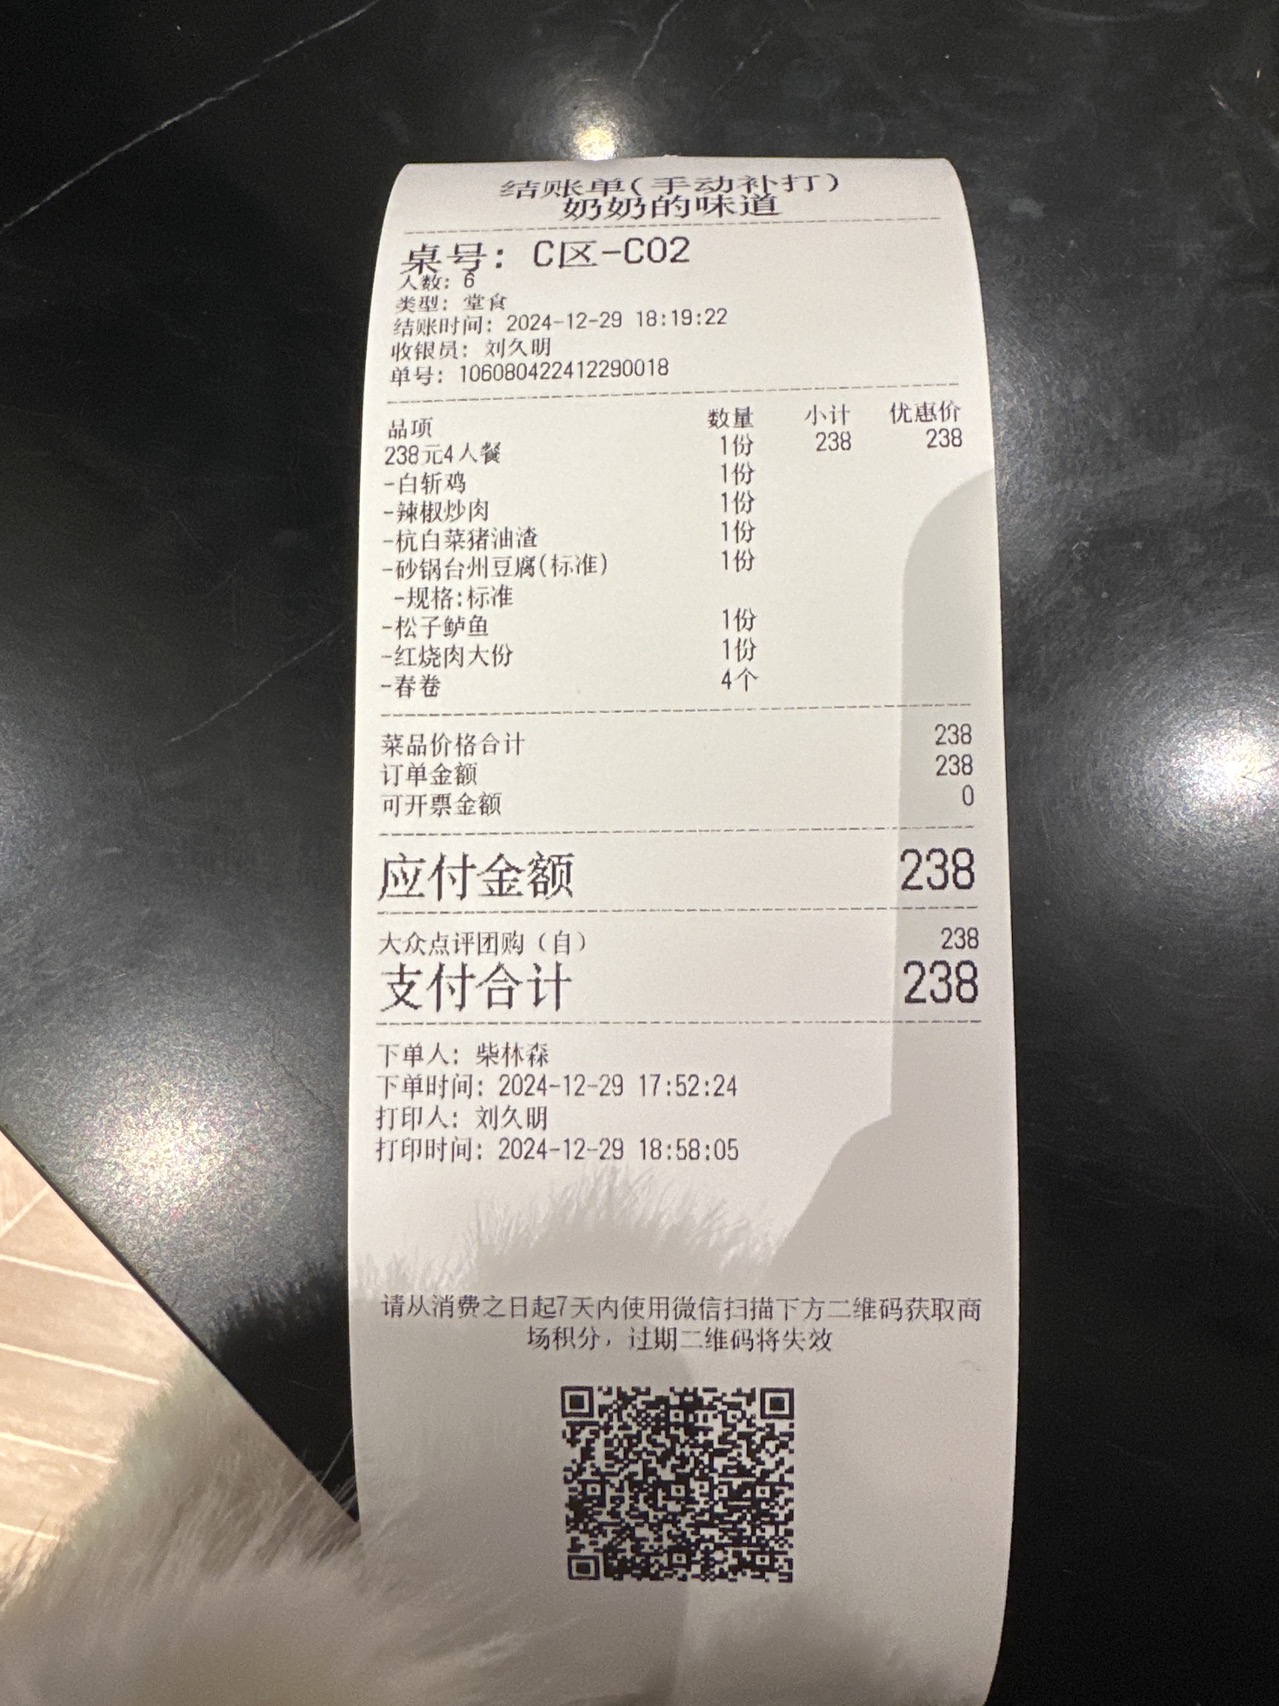 结账单(手动补打)
奶奶的味道
桌号: C区-C02
人数: 6
类型: 堂食
结账时间: 2024-12-29 18:19:22
收银员: 刘久明
单号: 106080422412290018
品项 数量 小计 优惠价
238元4人餐 1份 238 238
-白斩鸡 1份
-辣椒炒肉 1份
-杭白菜猪油渣 1份
-砂锅台州豆腐(标准) 1份
-规格:标准
-松子鲈鱼 1份
-红烧肉大份 1份
-春卷 4个
菜品价格合计 238
订单金额 238
可开票金额 0
应付金额 238
大众点评团购（自） 238
支付合计 238
下单人: 柴林森
下单时间: 2024-12-29 17:52:24
打印人: 刘久明
打印时间: 2024-12-29 18:58:05
请从消费之日起7天内使用微信扫描下方二维码获取商
场积分，过期二维码将失效